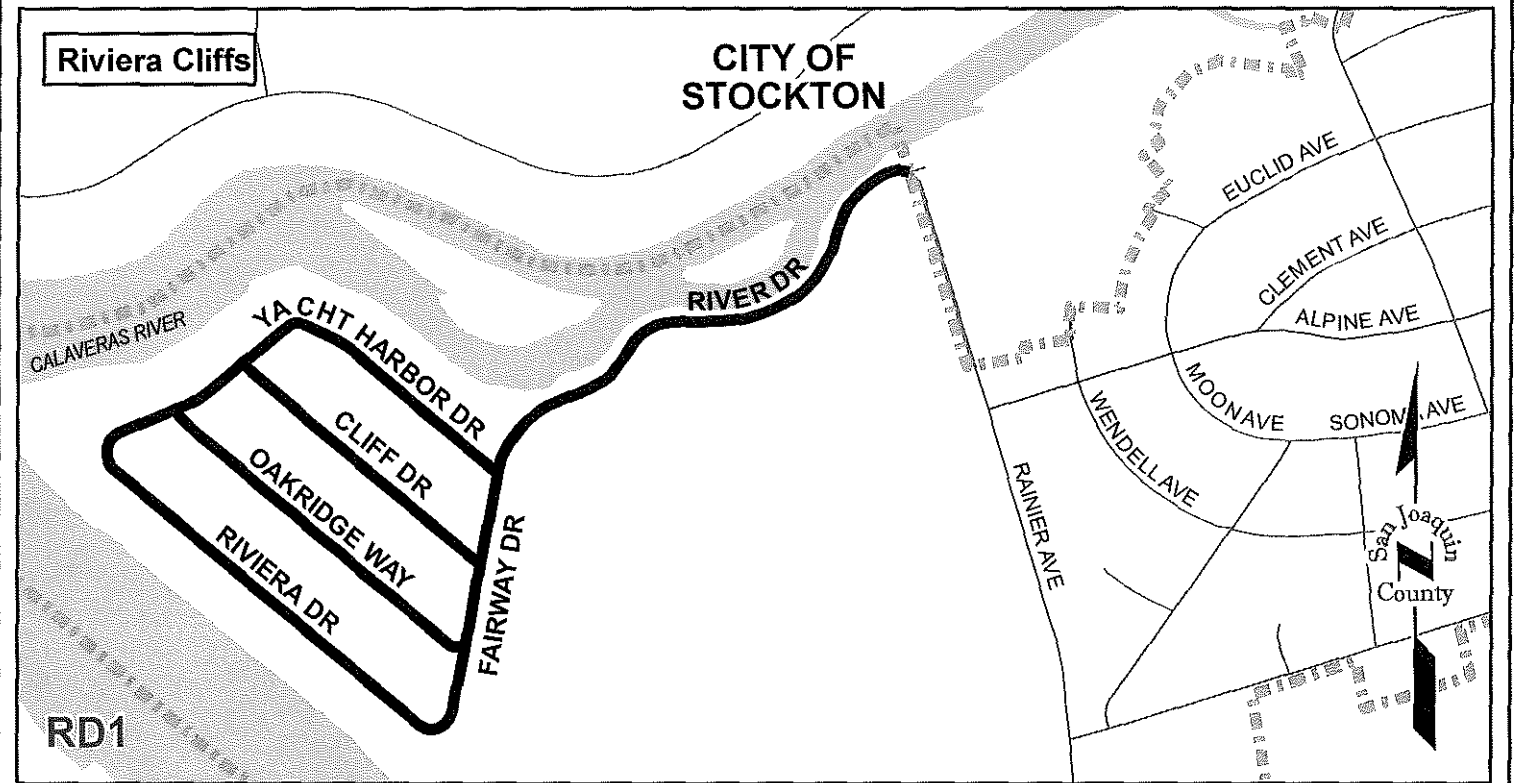 Riviera Cliffs
CITY OF
STOCKTON
EUCLID AVE
CLEMENT AVE
ALPINE AVE
RIVER DR
YACHT HARBOR DR
CALAVERAS RIVER
MOON AVE
SONOMA AVE
WENDELL AVE
CLIFF DR
OAKRIDGE WAY
RAINIER AVE
FAIRWAY DR
RIVIERA DR
San Joaquin
N
County
RD1